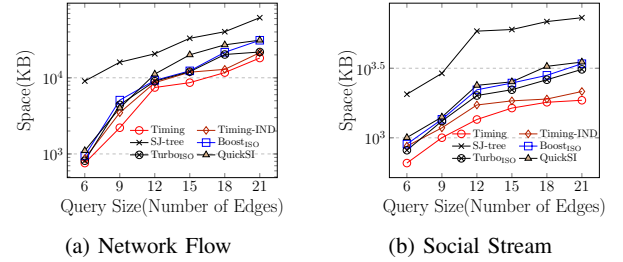 Space(KB)
10^4
10^3
Timing
SJ-tree
Turbo_ISO
Timing-IND
Boost_ISO
QuickSI
6 9 12 15 18 21
Query Size(Number of Edges)
(a) Network Flow
Space(KB)
10^3.5
10^3
Timing
SJ-tree
Turbo_ISO
Timing-IND
Boost_ISO
QuickSI
6 9 12 15 18 21
Query Size(Number of Edges)
(b) Social Stream